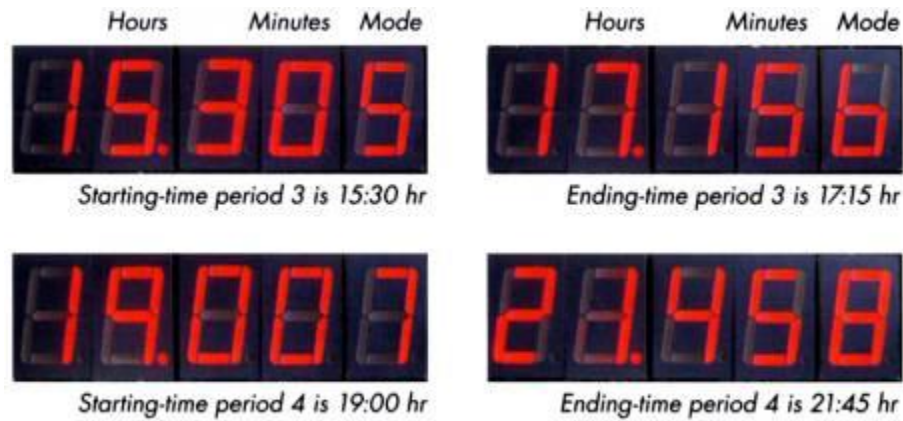 Hours Minutes Mode
15.305
Starting-time period 3 is 15:30 hr
Hours Minutes Mode
17.156
Ending-time period 3 is 17:15 hr
19.007
Starting-time period 4 is 19:00 hr
21.458
Ending-time period 4 is 21:45 hr